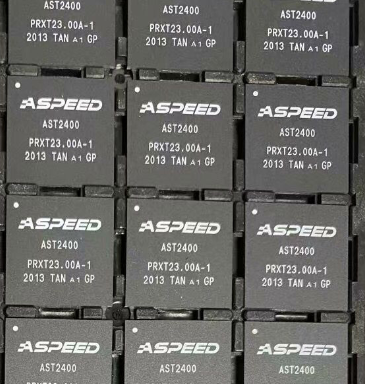 AST2400
PRXT23.00A-1
2013 TAN A1 GP
AST2400
PRXT23.00A-1
2013 TAN A1 GP
AST2400
PRXT23.00A-1
2013 TAN A1 GP
ASPEED
AST2400
PRXT23.00A-1
2013 TAN A1 GP
ASPEED
AST2400
PRXT23.00A-1
2013 TAN A1 GP
ASPEED
AST2400
PRXT23.00A-1
2013 TAN A1 GP
ASPEED
AST2400
PRXT23.00A-1
2013 TAN A1 GP
ASPEED
AST2400
PRXT23.00A-1
2013 TAN A1 GP
ASPEED
AST2400
PRXT23.00A-1
2013 TAN A1 GP
ASPEED
AST2400
ASPEED
AST2400
ASPEED
AST2400